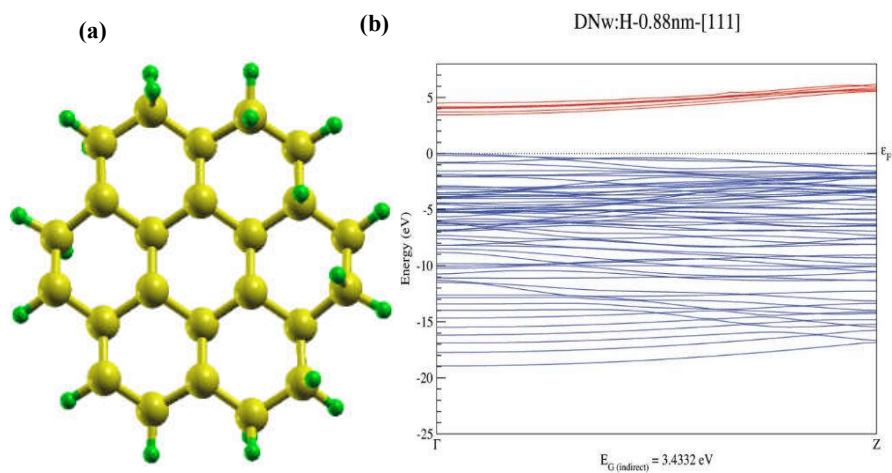 (a)
(b)
DNw:H-0.88nm-[111]
5
0
-5
-10
-15
-20
-25
Energy (eV)
εF
Γ
Z
EG (indirect) = 3.4332 eV